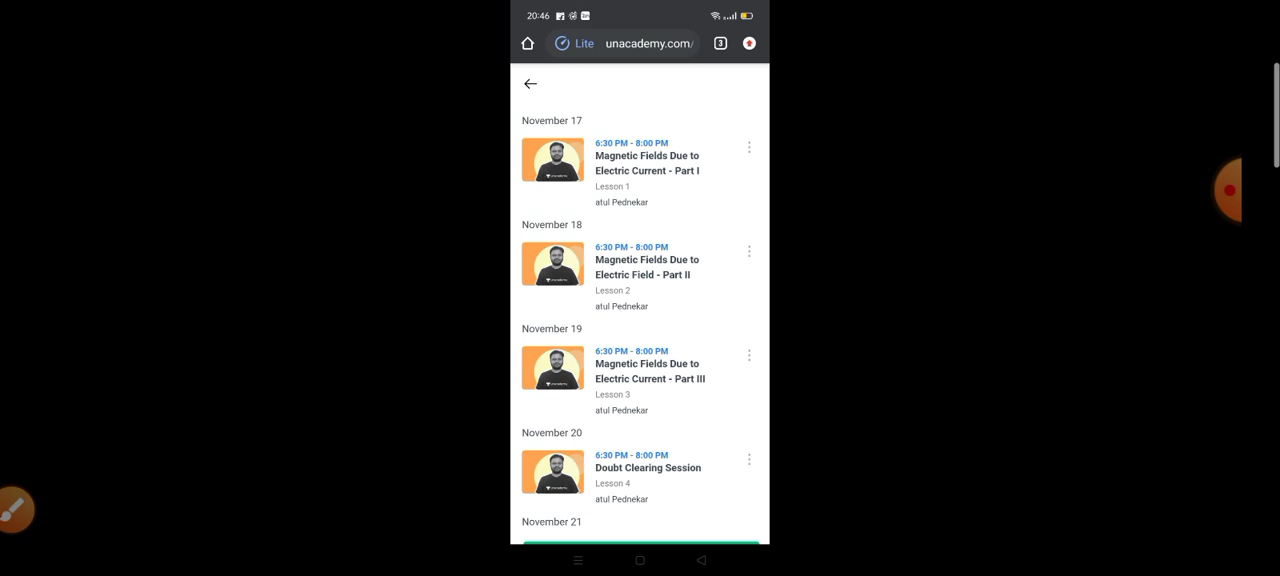 20:46
Lite unacademy.com/ 3
November 17
6:30 PM - 8:00 PM
Magnetic Fields Due to
Electric Current - Part I
Lesson 1
atul Pednekar
November 18
6:30 PM - 8:00 PM
Magnetic Fields Due to
Electric Field - Part II
Lesson 2
atul Pednekar
November 19
6:30 PM - 8:00 PM
Magnetic Fields Due to
Electric Current - Part III
Lesson 3
atul Pednekar
November 20
6:30 PM - 8:00 PM
Doubt Clearing Session
Lesson 4
atul Pednekar
November 21